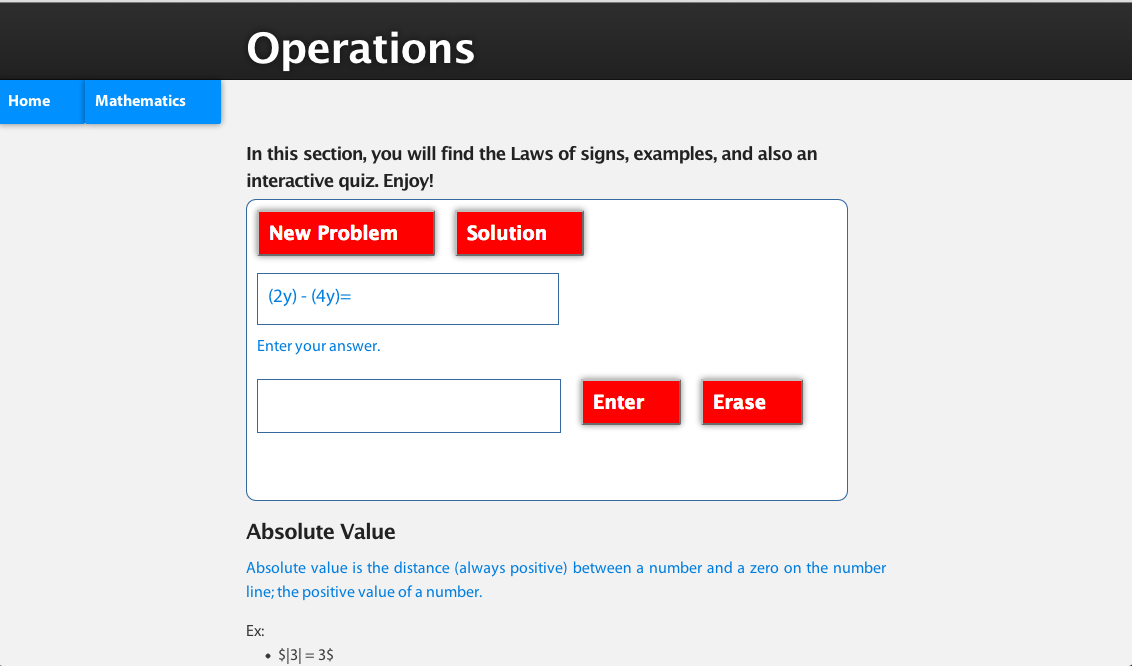 Operations
Home
Mathematics
In this section, you will find the Laws of signs, examples, and also an
interactive quiz. Enjoy!
New Problem
Solution
(2y) - (4y)=
Enter your answer.
Enter
Erase
Absolute Value
Absolute value is the distance (always positive) between a number and a zero on the number
line; the positive value of a number.
Ex:
• $|3| = 3$